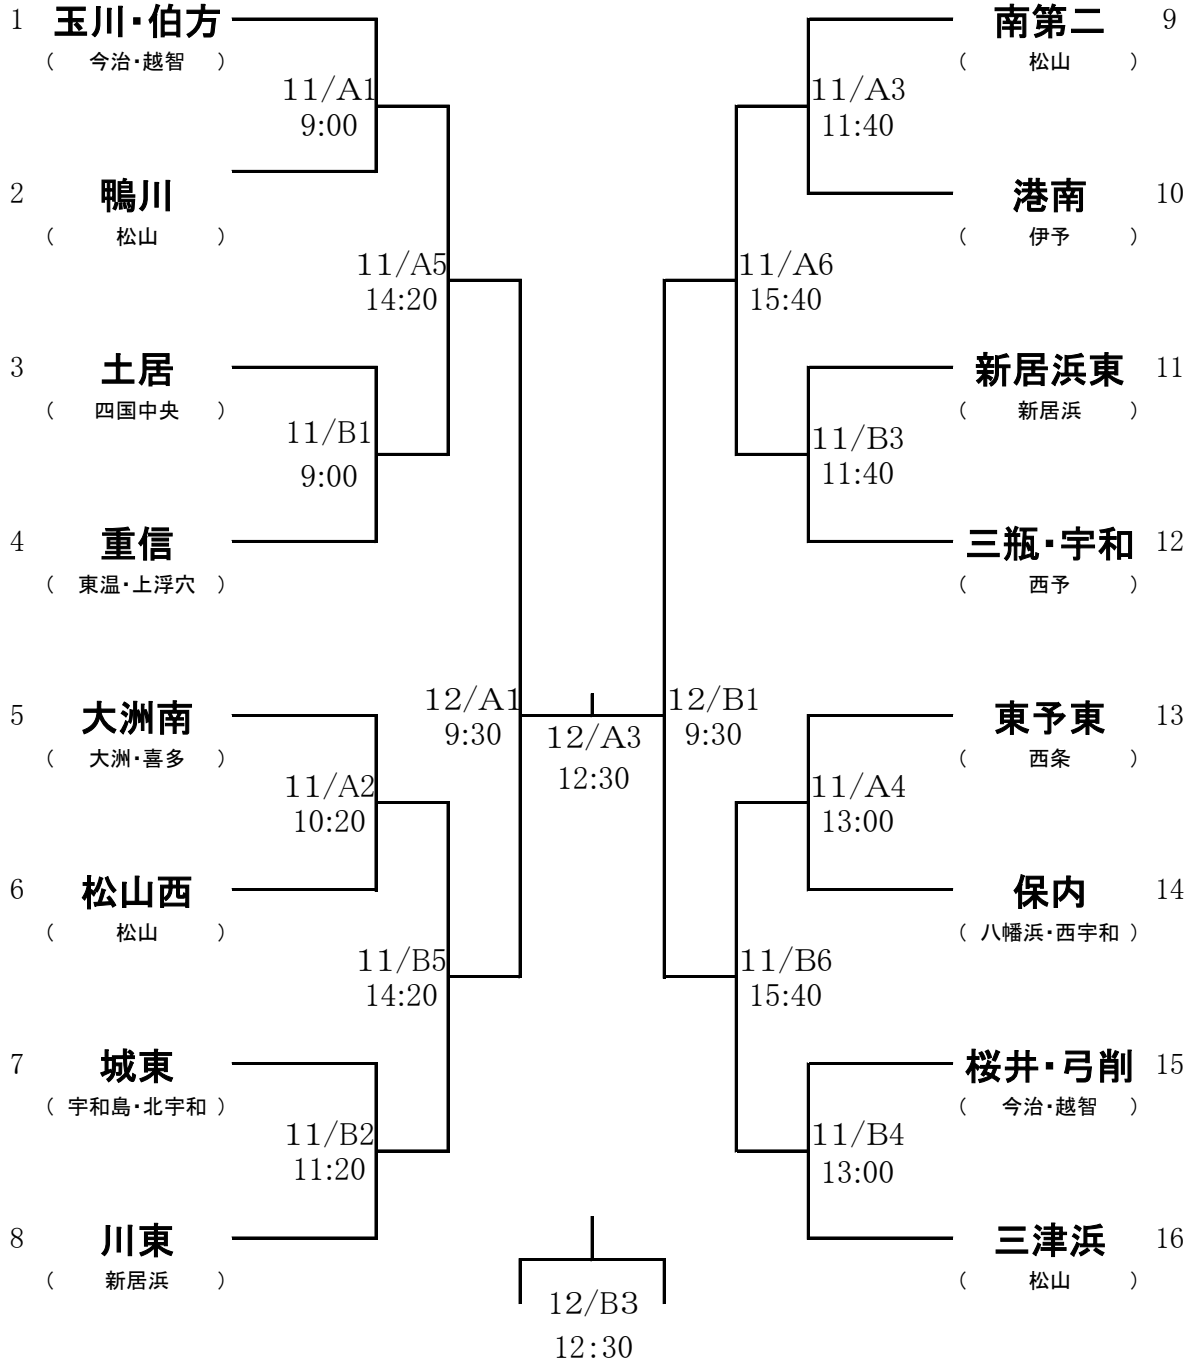 1 玉川・伯方
( 今治・越智 )
11/A1
9:00
2 鴨川
( 松山 )
11/A5
14:20
3 土居
( 四国中央 )
11/B1
9:00
4 重信
( 東温・上浮穴 )
12/A1
9:30
5 大洲南
( 大洲・喜多 )
11/A2
10:20
6 松山西
( 松山 )
11/B5
14:20
7 城東
( 宇和島・北宇和 )
11/B2
11:20
8 川東
( 新居浜 )
12/A3
12:30
12/B3
12:30
南第二 9
( 松山 )
11/A3
11:40
港南 10
( 伊予 )
11/A6
15:40
新居浜東 11
( 新居浜 )
11/B3
11:40
三瓶・宇和 12
( 西予 )
12/B1
9:30
東予東 13
( 西条 )
11/A4
13:00
保内 14
( 八幡浜・西宇和 )
11/B6
15:40
桜井・弓削 15
( 今治・越智 )
11/B4
13:00
三津浜 16
( 松山 )